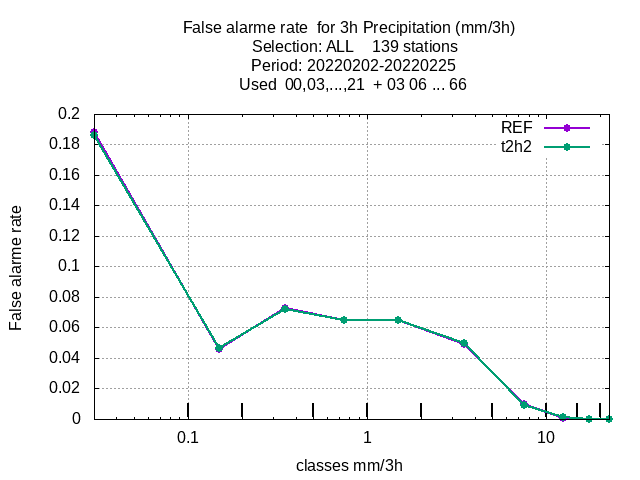 False alarme rate  for 3h Precipitation (mm/3h)
Selection: ALL    139 stations
Period: 20220202-20220225
Used  00,03,...,21  + 03 06 ... 66
REF
t2h2
0.2
0.18
0.16
0.14
0.12
0.1
0.08
0.06
0.04
0.02
0
False alarme rate
0.1 1 10
classes mm/3h